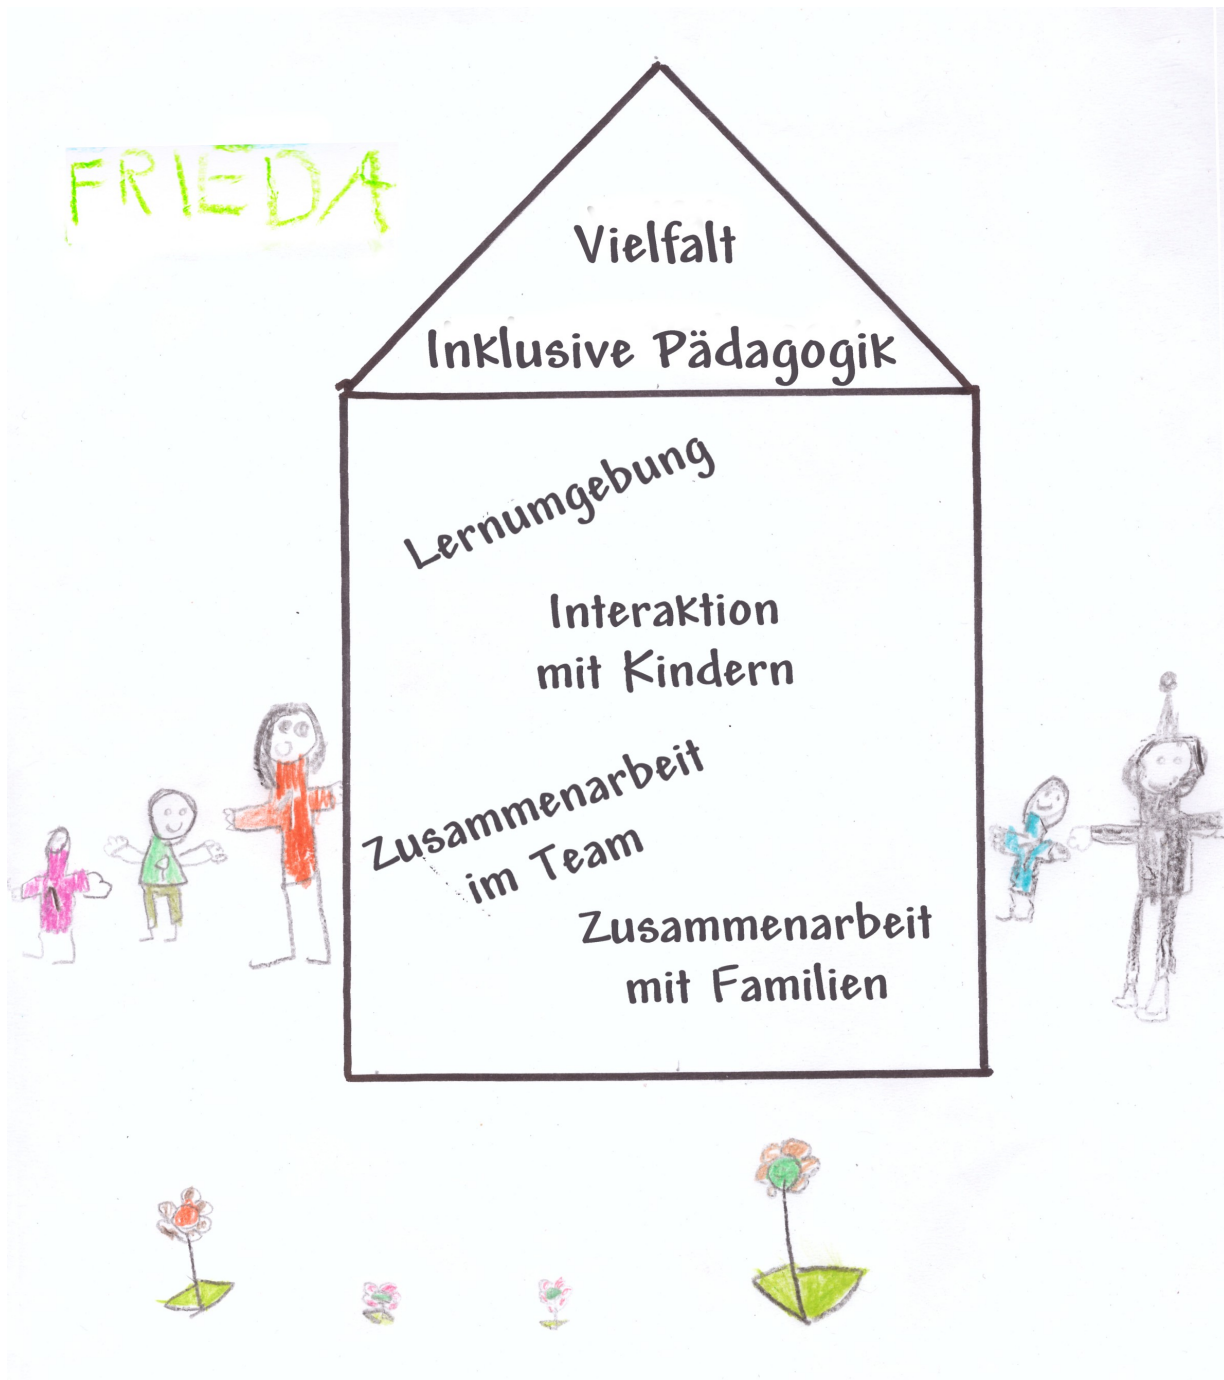 FRIEDA
Vielfalt
Inklusive Pädagogik
Lernumgebung
Interaktion
mit Kindern
Zusammenarbeit
im Team
Zusammenarbeit
mit Familien